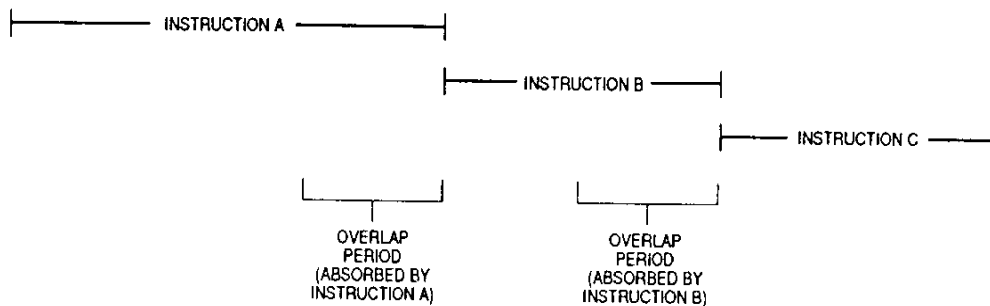 INSTRUCTION A
INSTRUCTION B
INSTRUCTION C
OVERLAP
PERIOD
(ABSORBED BY
INSTRUCTION A)
OVERLAP
PERIOD
(ABSORBED BY
INSTRUCTION B)